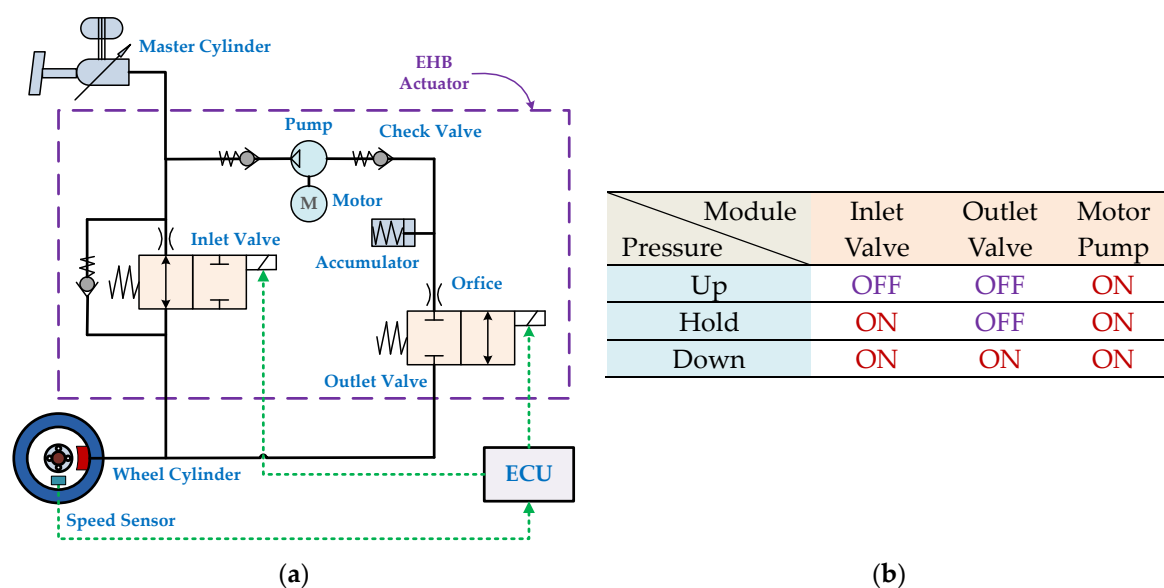 Master Cylinder
EHB
Actuator
Pump
Check Valve
M
Motor
Inlet Valve
Accumulator
Orfice
Outlet Valve
Wheel Cylinder
ECU
Speed Sensor
(a)
Module Inlet Outlet Motor
Pressure Valve Valve Pump
Up OFF OFF ON
Hold ON OFF ON
Down ON ON ON
(b)